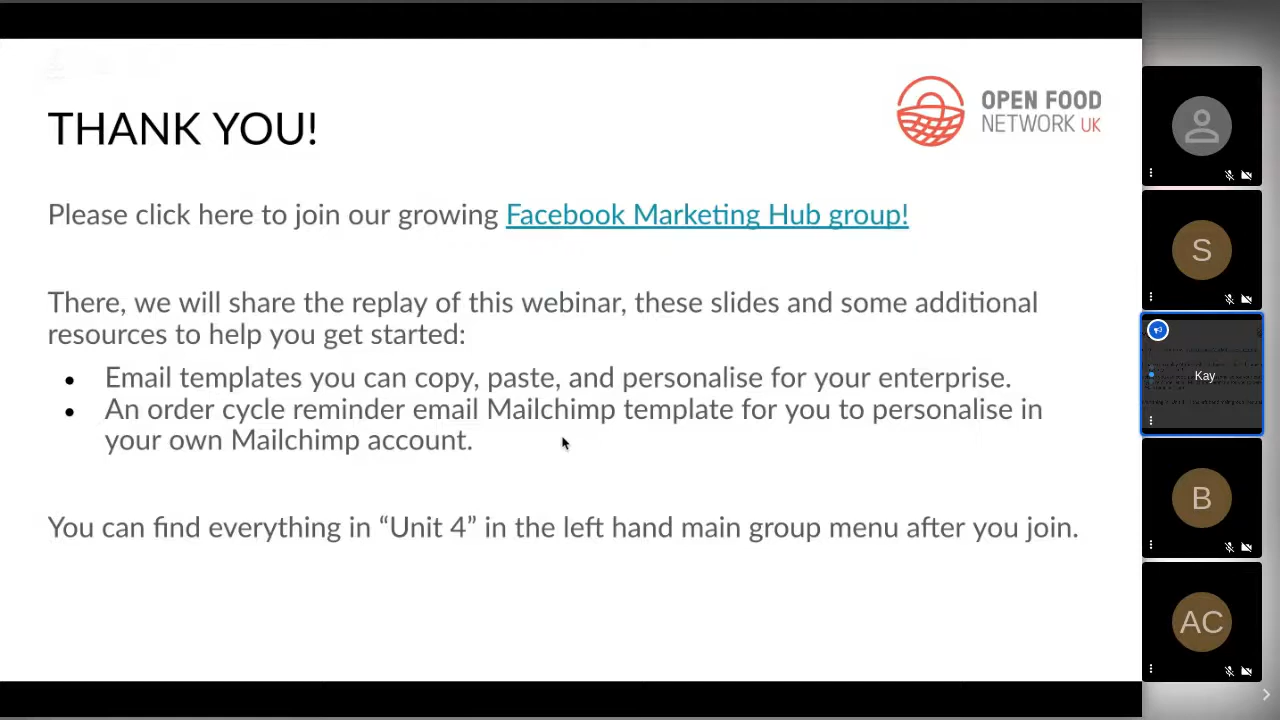 THANK YOU!
OPEN FOOD
NETWORK UK
Please click here to join our growing Facebook Marketing Hub group!
There, we will share the replay of this webinar, these slides and some additional
resources to help you get started:
• Email templates you can copy, paste, and personalise for your enterprise.
• An order cycle reminder email Mailchimp template for you to personalise in
your own Mailchimp account.
You can find everything in “Unit 4” in the left hand main group menu after you join.
S
Kay
B
AC